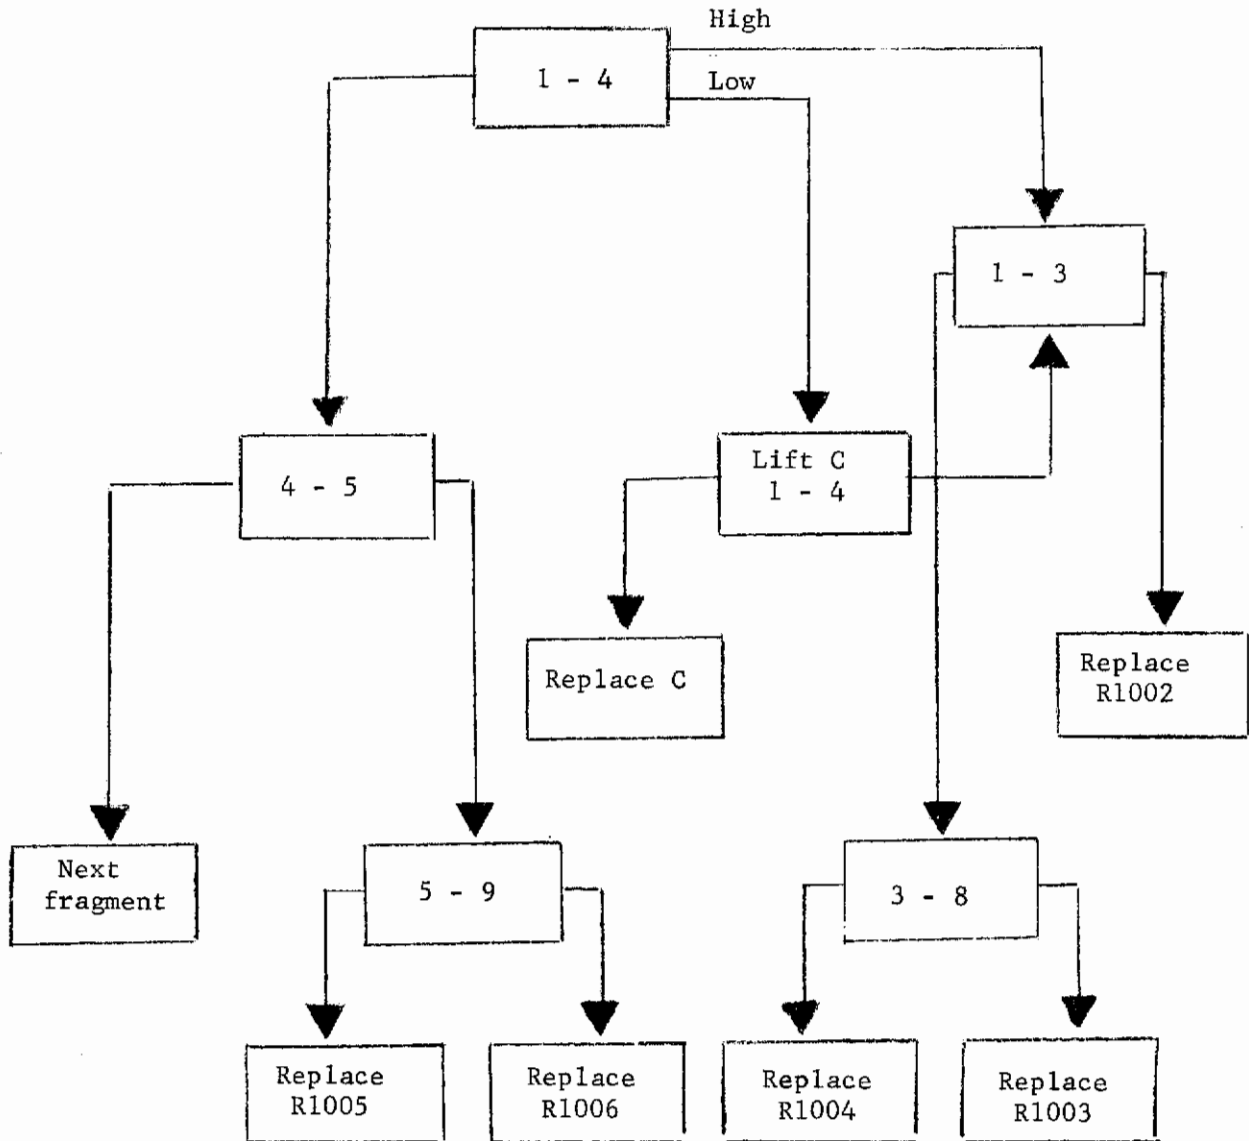 High
1 - 4
Low
1 - 3
4 - 5
Lift C
1 - 4
Replace C
Replace
R1002
Next
fragment
5 - 9
3 - 8
Replace
R1005
Replace
R1006
Replace
R1004
Replace
R1003